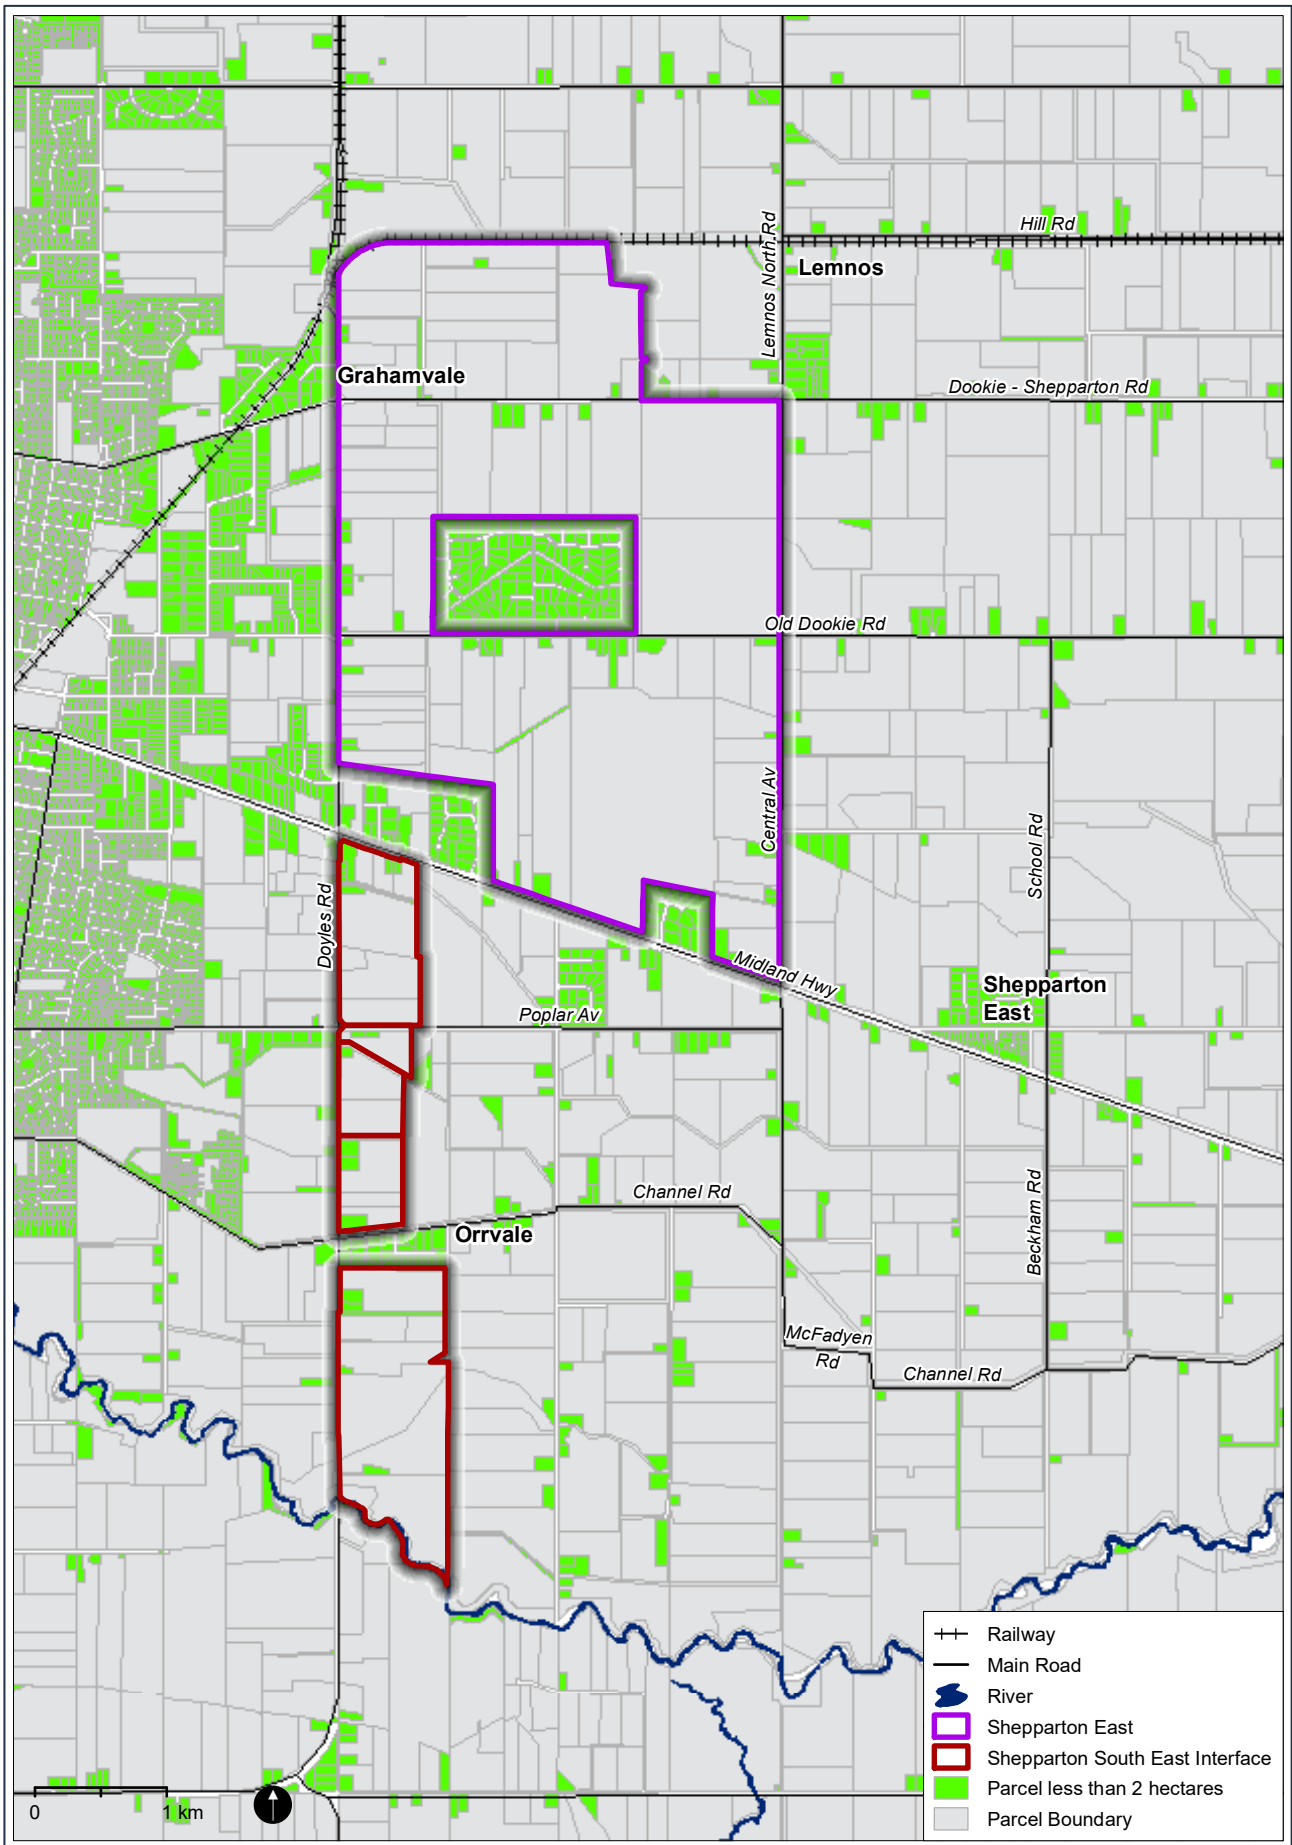 Hill Rd
Lemnos North Rd
Lemnos
Grahamvale
Dookie - Shepparton Rd
Old Dookie Rd
Central Av
School Rd
Doyles Rd
Midland Hwy
Shepparton
East
Poplar Av
Channel Rd
Beckham Rd
Orrvale
McFadyen
Rd
Channel Rd
Railway
Main Road
River
Shepparton East
Shepparton South East Interface
Parcel less than 2 hectares
Parcel Boundary
0 1 km